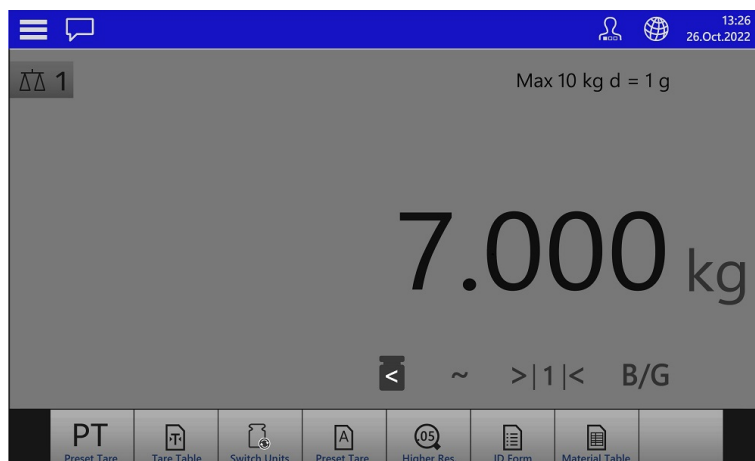 13:26
26.Oct.2022
1
Max 10 kg d = 1 g
7.000 kg
< ~ >|1|< B/G
PT T A .05
Preset Tare Tare Table Switch Units Preset Tare Higher Res. ID Form Material Table